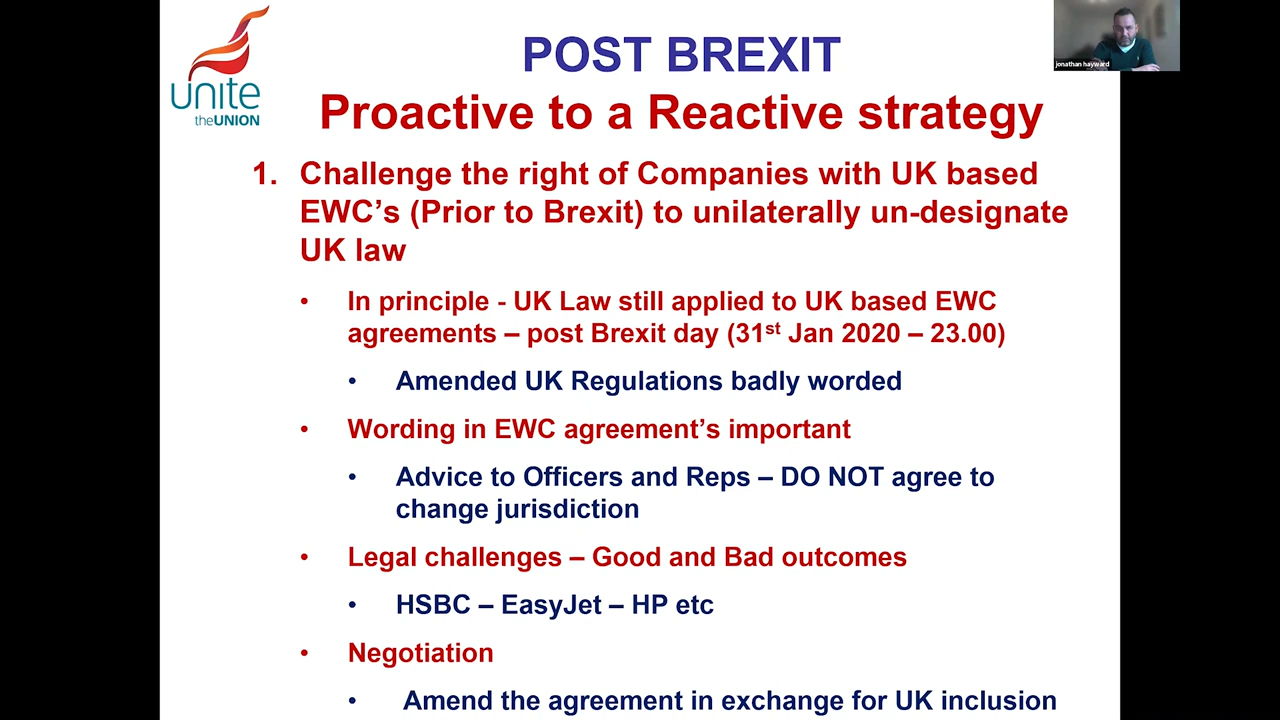 unite
theUNION
POST BREXIT
jonathan hayward
Proactive to a Reactive strategy
1. Challenge the right of Companies with UK based
EWC’s (Prior to Brexit) to unilaterally un-designate
UK law
• In principle - UK Law still applied to UK based EWC
agreements – post Brexit day (31st Jan 2020 – 23.00)
• Amended UK Regulations badly worded
• Wording in EWC agreement’s important
• Advice to Officers and Reps – DO NOT agree to
change jurisdiction
• Legal challenges – Good and Bad outcomes
• HSBC – EasyJet – HP etc
• Negotiation
• Amend the agreement in exchange for UK inclusion